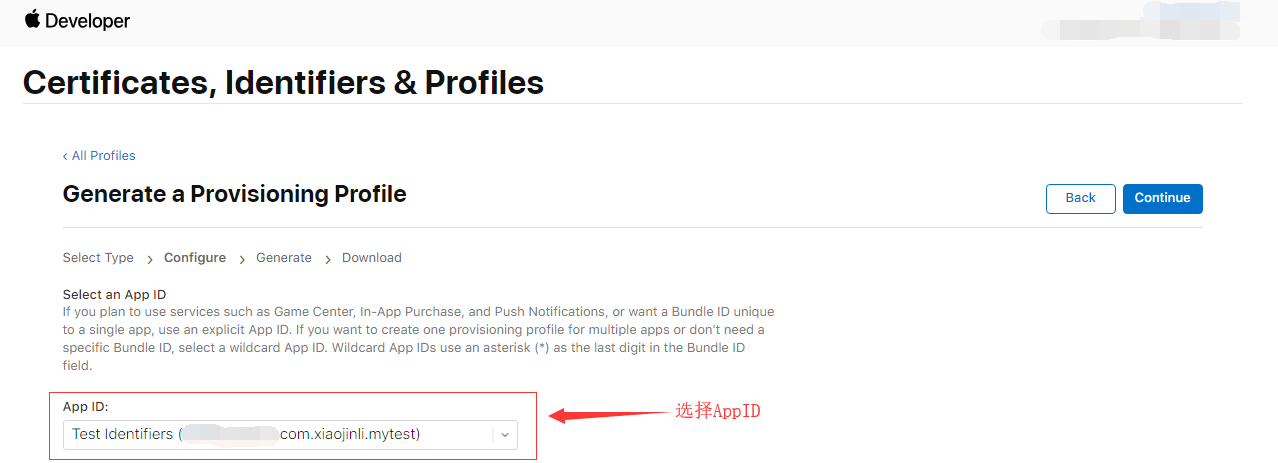 Developer
Certificates, Identifiers & Profiles
‹ All Profiles
Generate a Provisioning Profile
Back
Continue
Select Type › Configure › Generate › Download
Select an App ID
If you plan to use services such as Game Center, In-App Purchase, and Push Notifications, or want a Bundle ID unique
to a single app, use an explicit App ID. If you want to create one provisioning profile for multiple apps or don't need a
specific Bundle ID, select a wildcard App ID. Wildcard App IDs use an asterisk (*) as the last digit in the Bundle ID
field.
App ID:
选择AppID
Test Identifiers (com.xiaojinli.mytest)